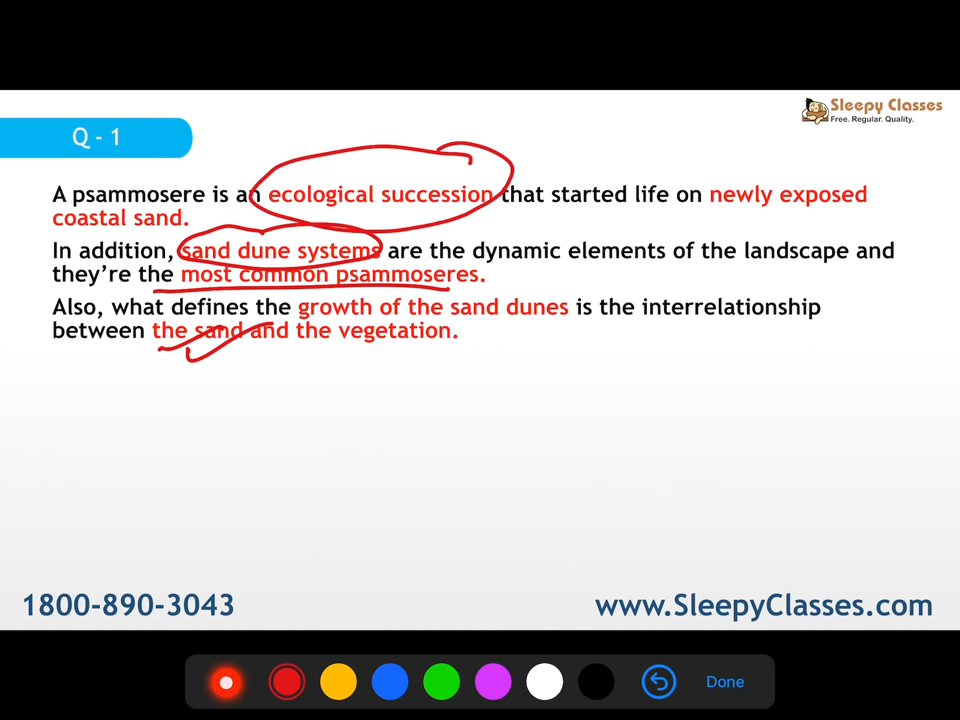 Sleepy Classes
Free. Regular. Quality.
Q - 1
A psammosere is an ecological succession that started life on newly exposed
coastal sand.
In addition, sand dune systems are the dynamic elements of the landscape and
they're the most common psammoseres.
Also, what defines the growth of the sand dunes is the interrelationship
between the sand and the vegetation.
1800-890-3043
www.SleepyClasses.com
Done